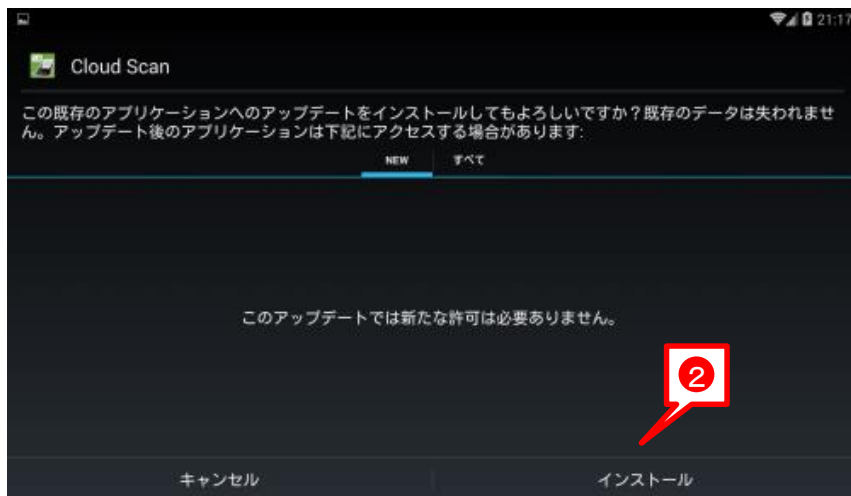 21:17
Cloud Scan
この既存のアプリケーションへのアップデートをインストールしてもよろしいですか？既存のデータは失われませ
ん。アップデート後のアプリケーションは下記にアクセスする場合があります:
NEW すべて
このアップデートでは新たな許可は必要ありません。
2
キャンセル インストール